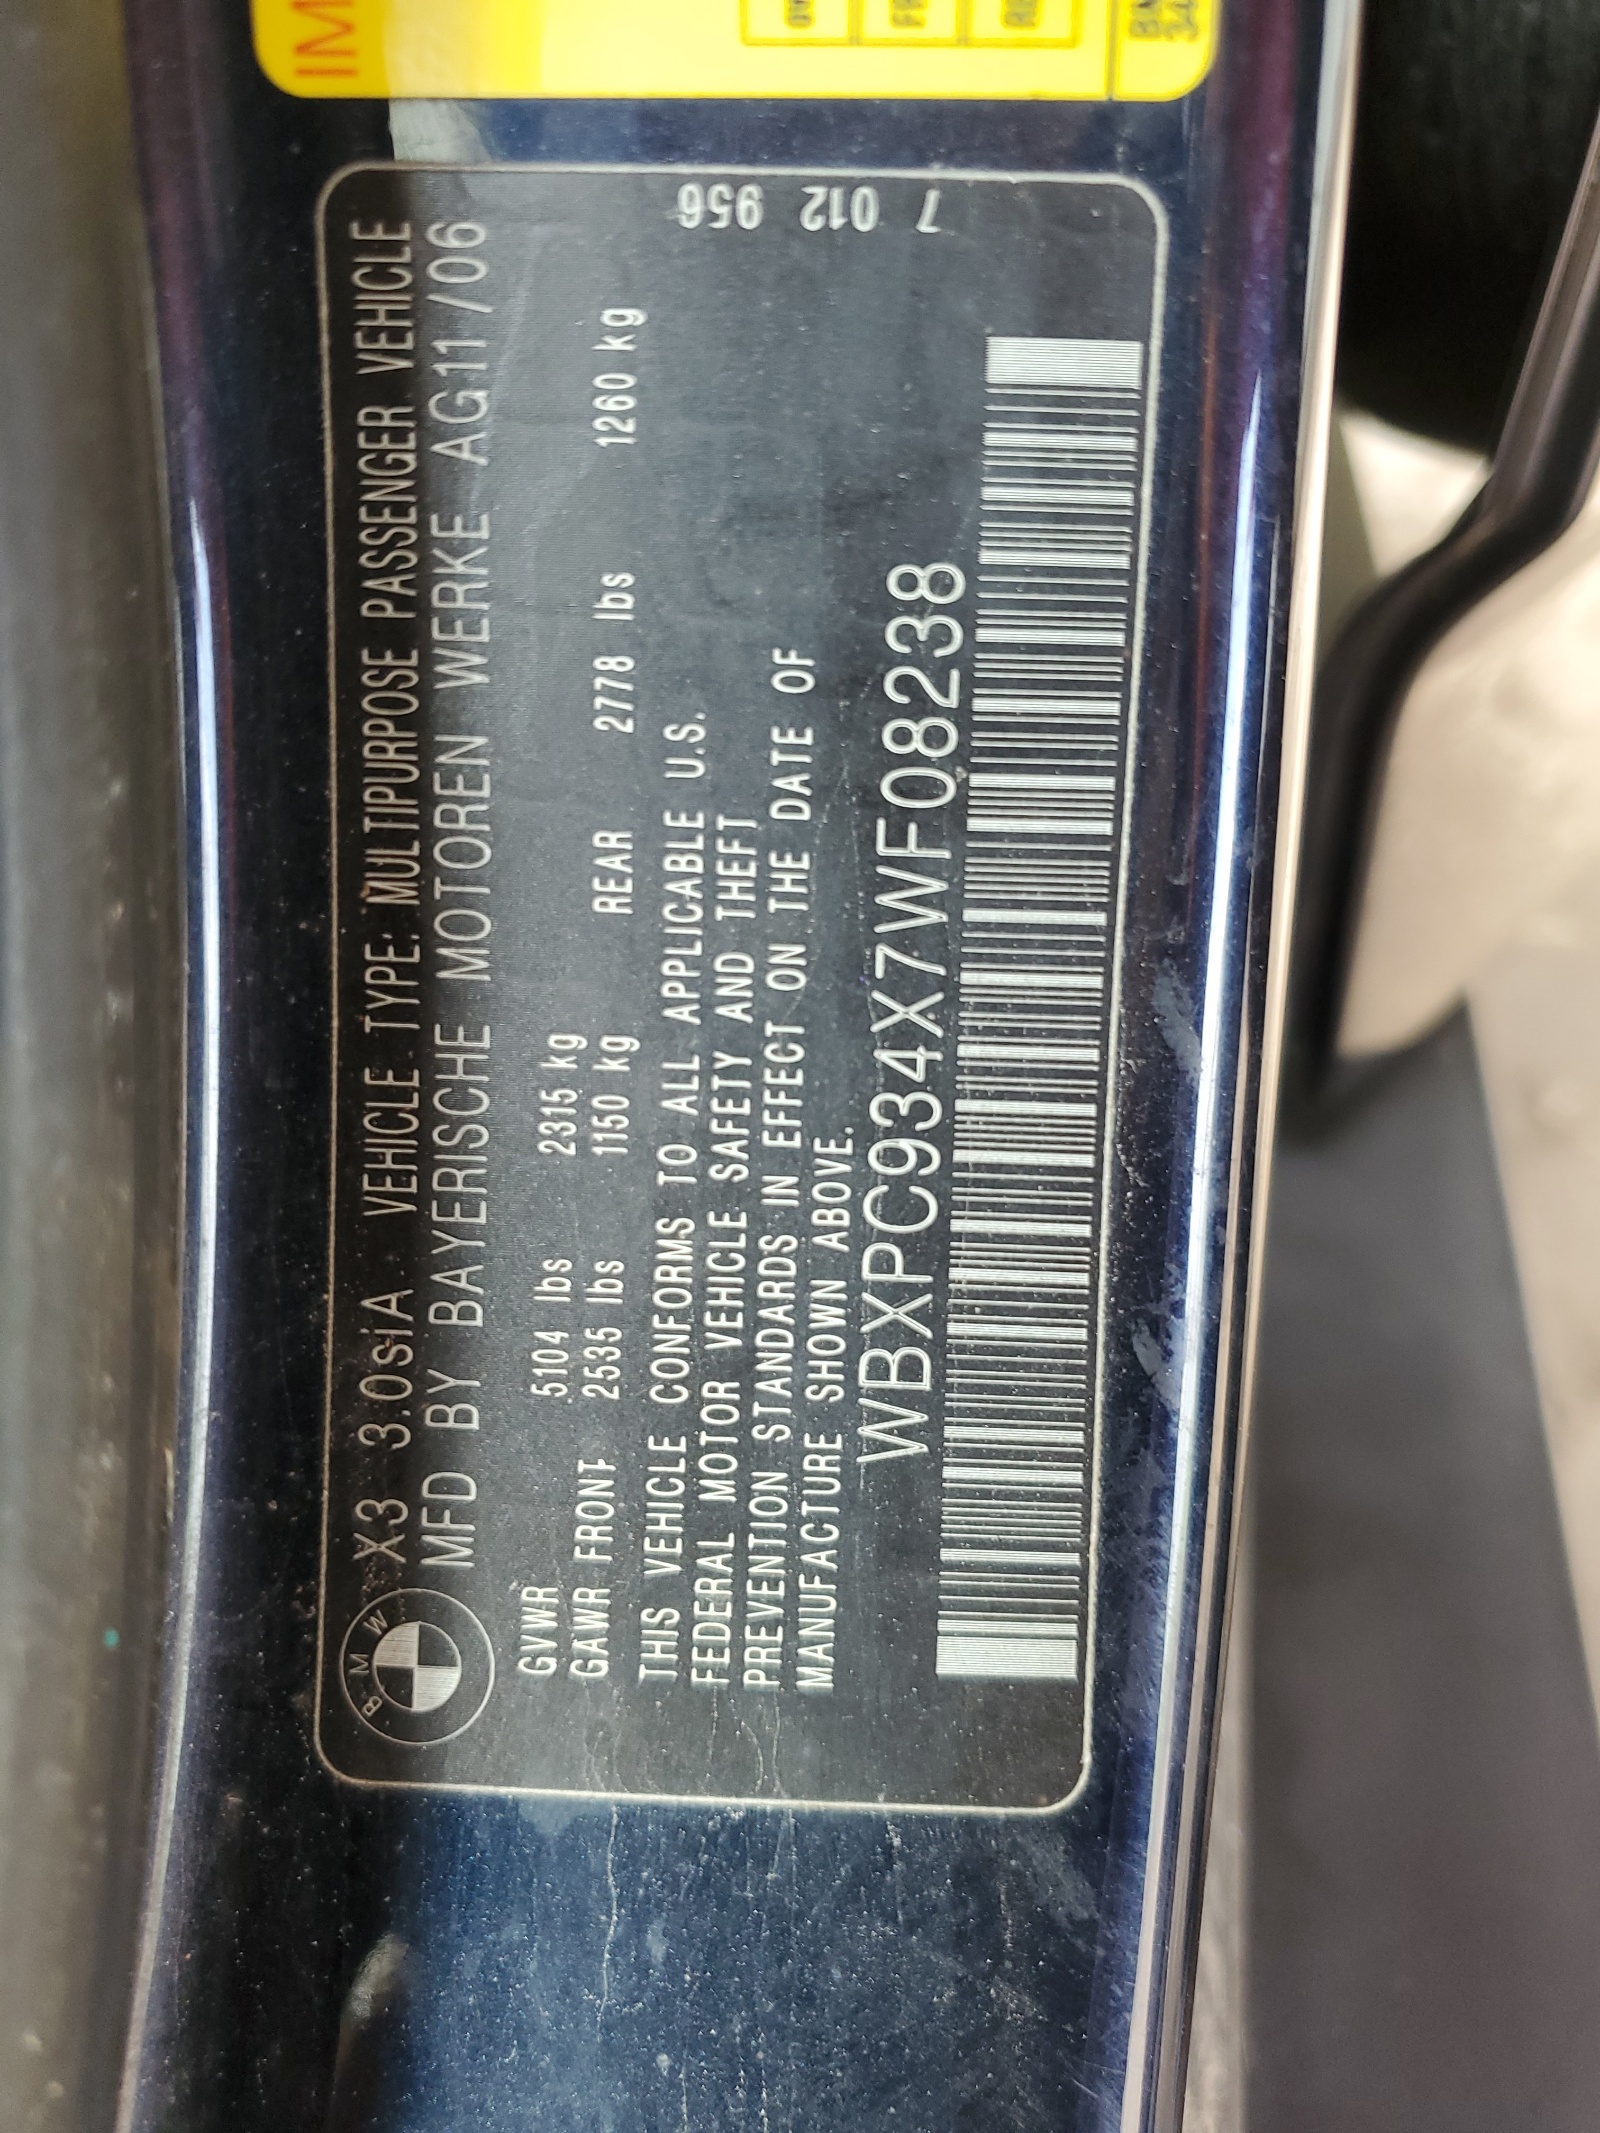 BMW
X3 3.0siA VEHICLE TYPE: MULTIPURPOSE PASSENGER VEHICLE
MFD BY BAYERISCHE MOTOREN WERKE AG11/06
GVWR 5104 lbs 2315 kg
GAWR FRONT 2535 lbs 1150 kg REAR 2778 lbs 1260 kg
THIS VEHICLE CONFORMS TO ALL APPLICABLE U.S.
FEDERAL MOTOR VEHICLE SAFETY AND THEFT
PREVENTION STANDARDS IN EFFECT ON THE DATE OF
MANUFACTURE SHOWN ABOVE.
WBXPC934X7WF08238
7 012 956